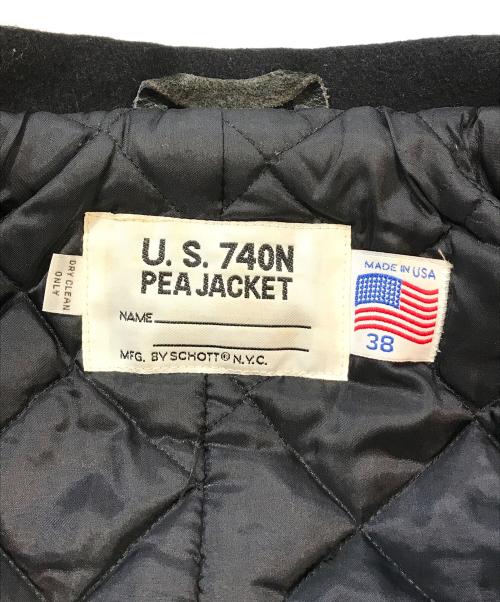 U. S. 740N
PEA JACKET
NAME
MFG. BY SCHOTT® N.Y.C.
DRY CLEAN
ONLY
MADE IN USA
38